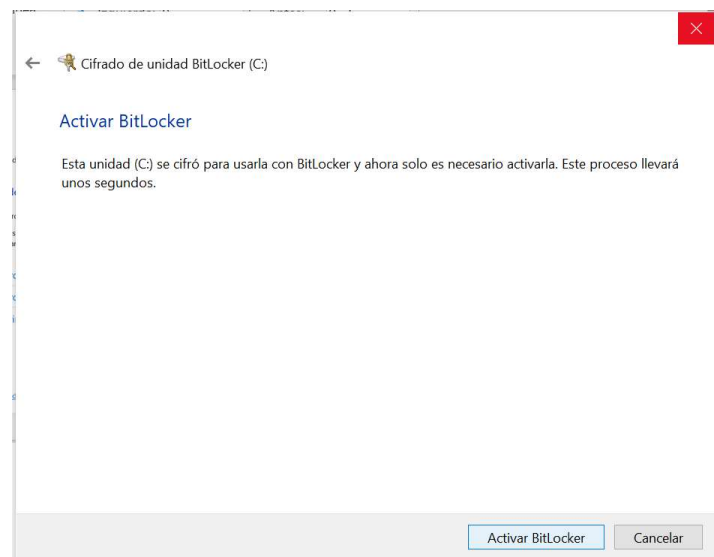 Cifrado de unidad BitLocker (C:)
Activar BitLocker
Esta unidad (C:) se cifró para usarla con BitLocker y ahora solo es necesario activarla. Este proceso llevará
unos segundos.
Activar BitLocker
Cancelar